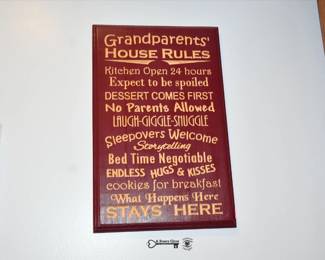 Grandparents'
HOUSE RULES
Kitchen Open 24 hours
Expect to be spoiled
DESSERT COMES FIRST
No Parents Allowed
LAUGH-GIGGLE-SNUGGLE
Sleepovers Welcome
Storytelling
Bed Time Negotiable
ENDLESS HUGS & KISSES
cookies for breakfast
What Happens Here
STAYS HERE